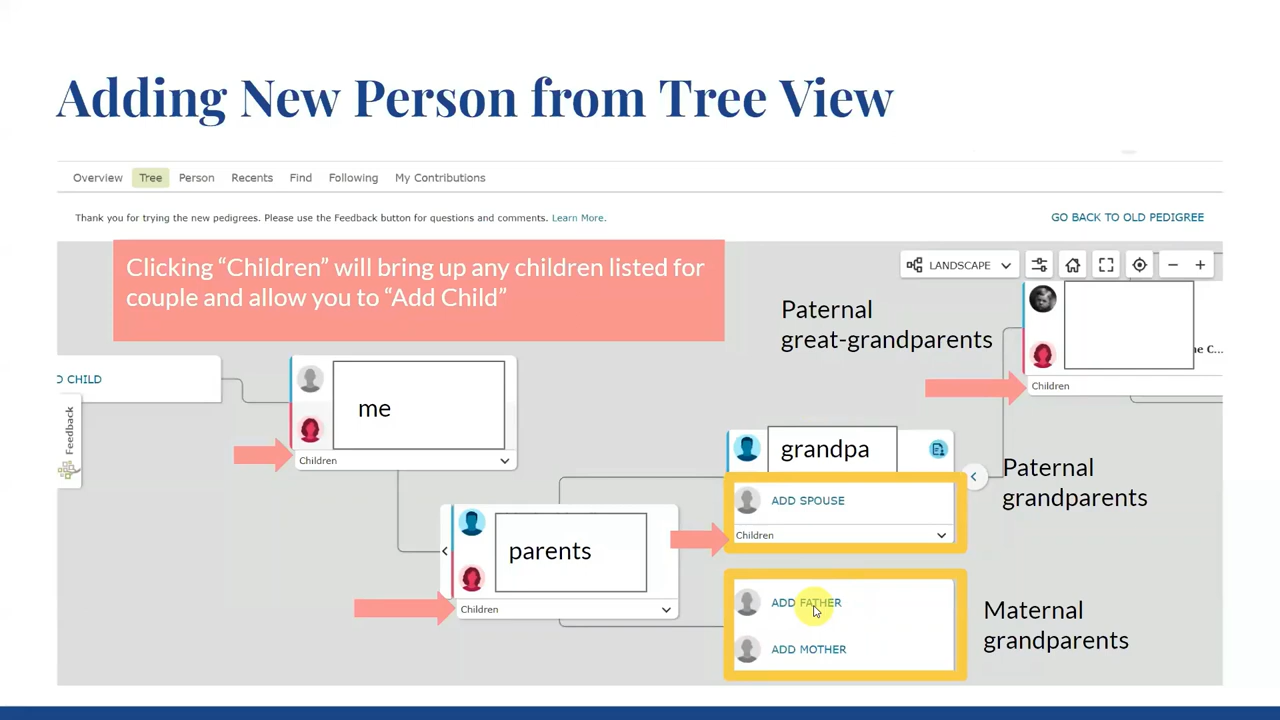 Adding New Person from Tree View
Overview Tree Person Recents Find Following My Contributions
Thank you for trying the new pedigrees. Please use the Feedback button for questions and comments. Learn More.
GO BACK TO OLD PEDIGREE
Clicking “Children” will bring up any children listed for
couple and allow you to “Add Child”
LANDSCAPE
Paternal
great-grandparents
Children
D CHILD
Feedback
me
Children
grandpa
ADD SPOUSE
Children
Paternal
grandparents
parents
Children
ADD FATHER
ADD MOTHER
Maternal
grandparents